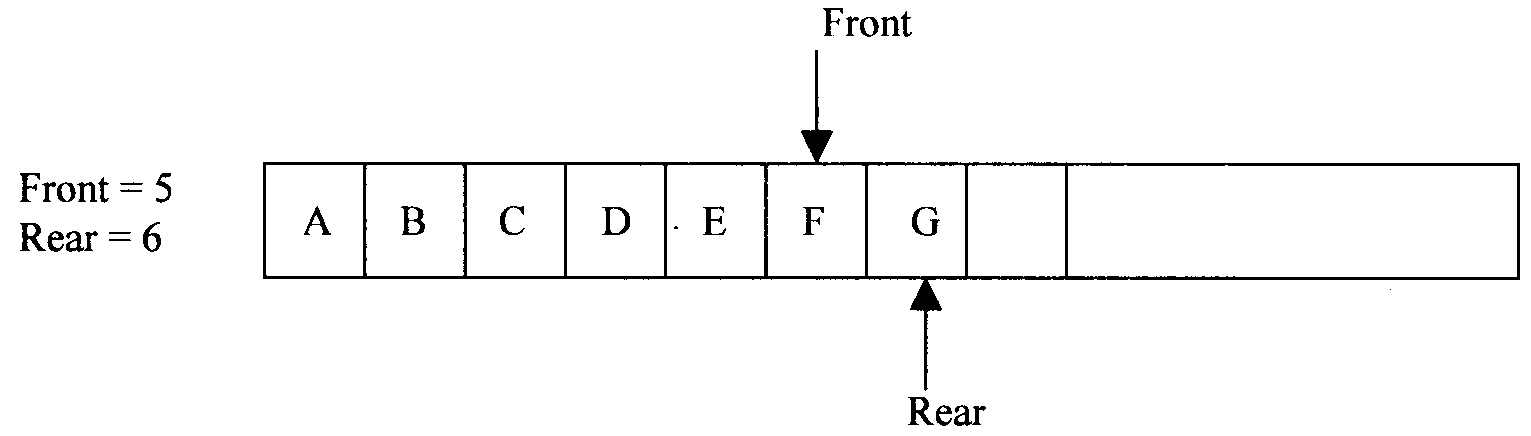 Front
Front = 5
Rear = 6
A B C D E F G
Rear